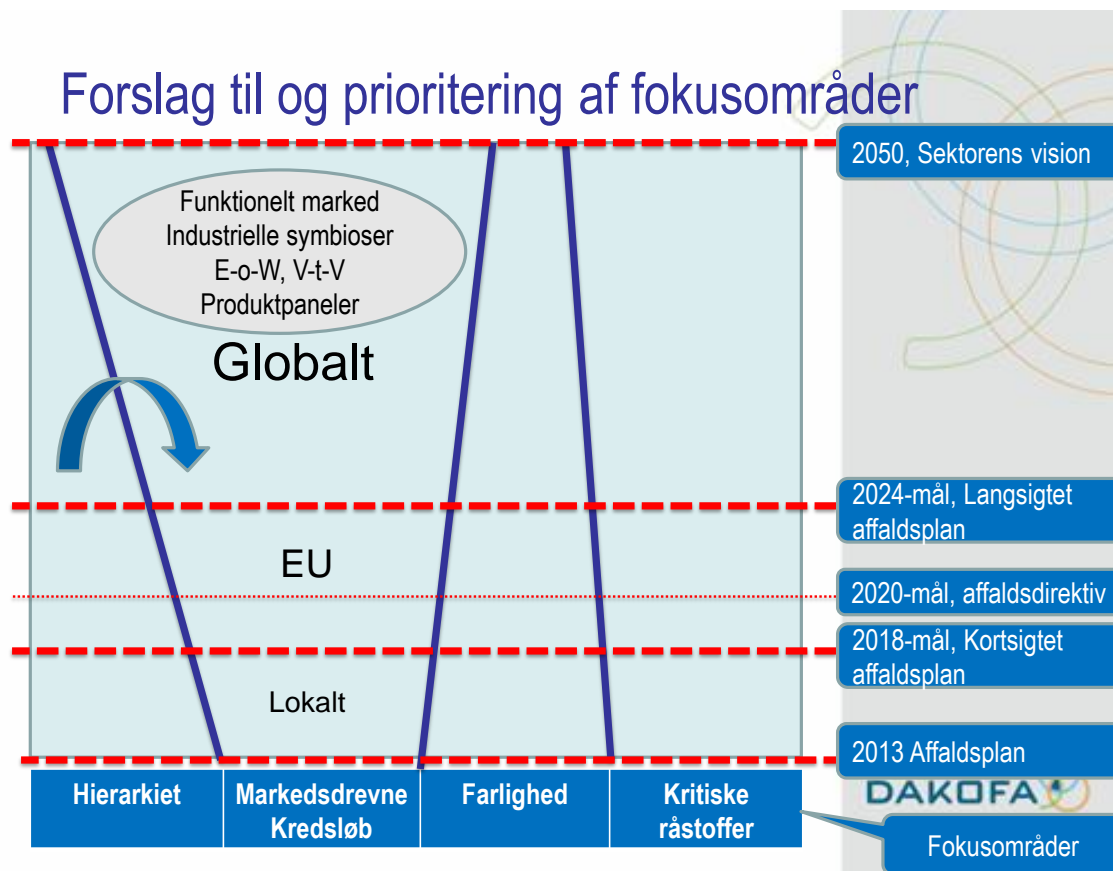 Forslag til og prioritering af fokusområder
2050, Sektorens vision
Funktionelt marked
Industrielle symbioser
E-o-W, V-t-V
Produktpaneler
Globalt
2024-mål, Langsigtet
affaldsplan
EU
2020-mål, affaldsdirektiv
2018-mål, Kortsigtet
affaldsplan
Lokalt
2013 Affaldsplan
Hierarkiet
Markedsdrevne
Kredsløb
Farlighed
Kritiske
råstoffer
DAKOFA
Fokusområder